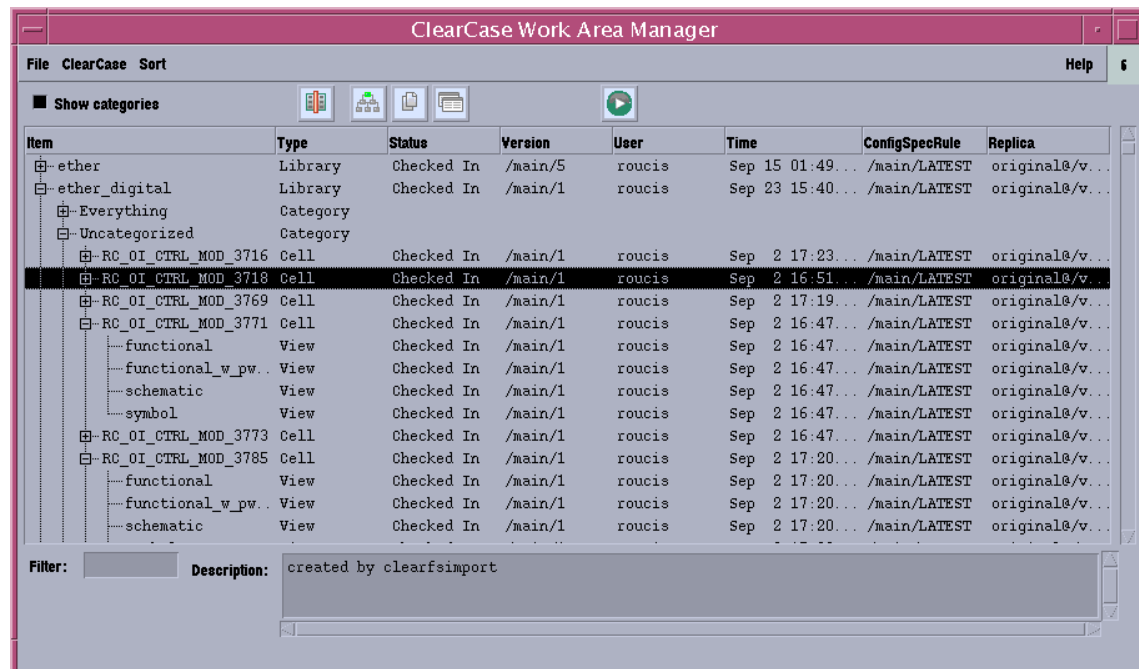 ClearCase Work Area Manager
File ClearCase Sort Help 6
Show categories
Item Type Status Version User Time ConfigSpecRule Replica
ether Library Checked In /main/5 roucis Sep 15 01:49... /main/LATEST original@/v...
ether_digital Library Checked In /main/1 roucis Sep 23 15:40... /main/LATEST original@/v...
Everything Category
Uncategorized Category
RC_OI_CTRL_MOD_3716 Cell Checked In /main/1 roucis Sep 2 17:23... /main/LATEST original@/v...
RC_OI_CTRL_MOD_3718 Cell Checked In /main/1 roucis Sep 2 16:51... /main/LATEST original@/v...
RC_OI_CTRL_MOD_3769 Cell Checked In /main/1 roucis Sep 2 17:19... /main/LATEST original@/v...
RC_OI_CTRL_MOD_3771 Cell Checked In /main/1 roucis Sep 2 16:47... /main/LATEST original@/v...
functional View Checked In /main/1 roucis Sep 2 16:47... /main/LATEST original@/v...
functional_w_pw.. View Checked In /main/1 roucis Sep 2 16:47... /main/LATEST original@/v...
schematic View Checked In /main/1 roucis Sep 2 16:47... /main/LATEST original@/v...
symbol View Checked In /main/1 roucis Sep 2 16:47... /main/LATEST original@/v...
RC_OI_CTRL_MOD_3773 Cell Checked In /main/1 roucis Sep 2 16:47... /main/LATEST original@/v...
RC_OI_CTRL_MOD_3785 Cell Checked In /main/1 roucis Sep 2 17:20... /main/LATEST original@/v...
functional View Checked In /main/1 roucis Sep 2 17:20... /main/LATEST original@/v...
functional_w_pw.. View Checked In /main/1 roucis Sep 2 17:20... /main/LATEST original@/v...
schematic View Checked In /main/1 roucis Sep 2 17:20... /main/LATEST original@/v...
Filter: Description: created by clearfsimport